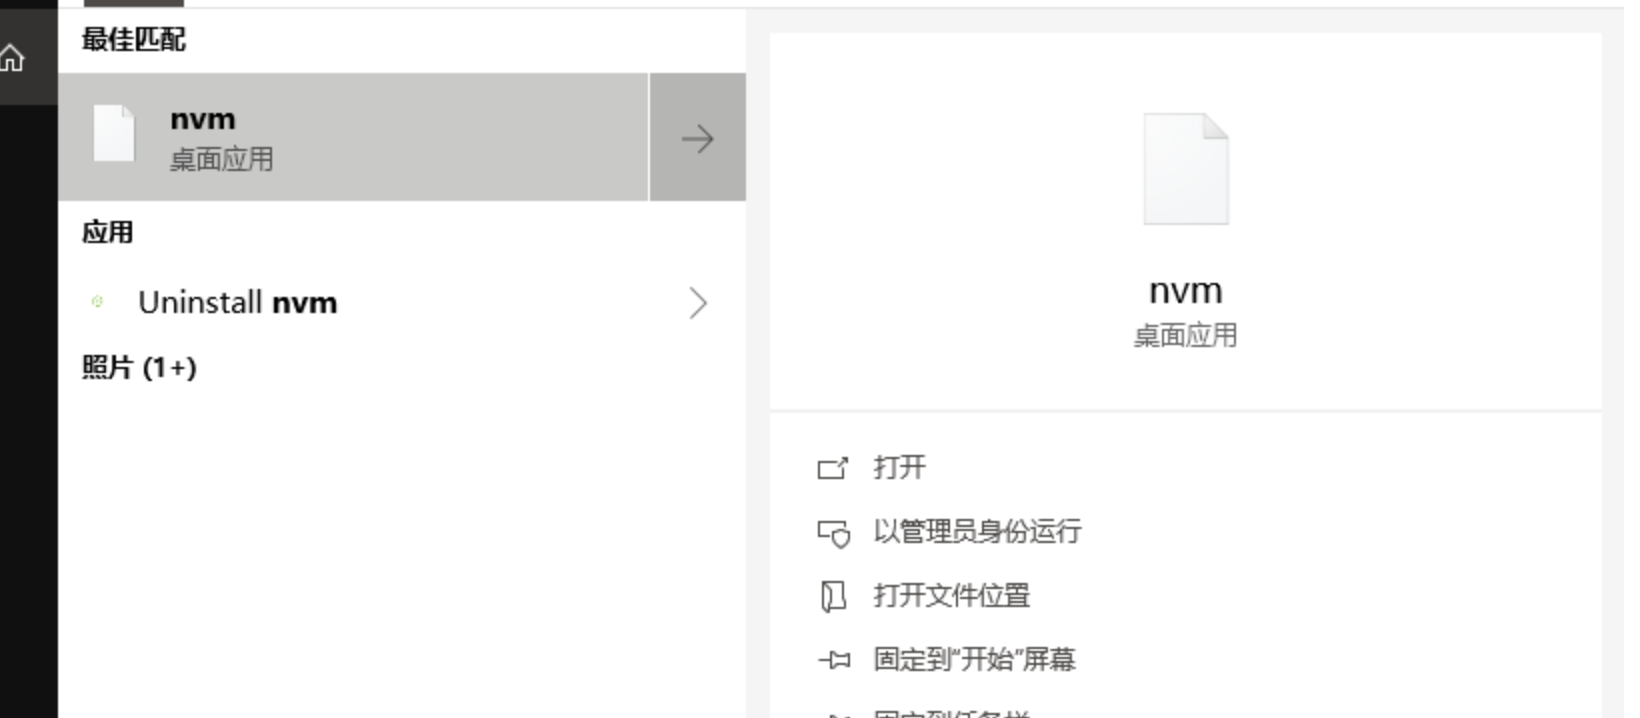 最佳匹配
nvm
桌面应用
应用
Uninstall nvm
照片 (1+)
nvm
桌面应用
打开
以管理员身份运行
打开文件位置
固定到"开始"屏幕